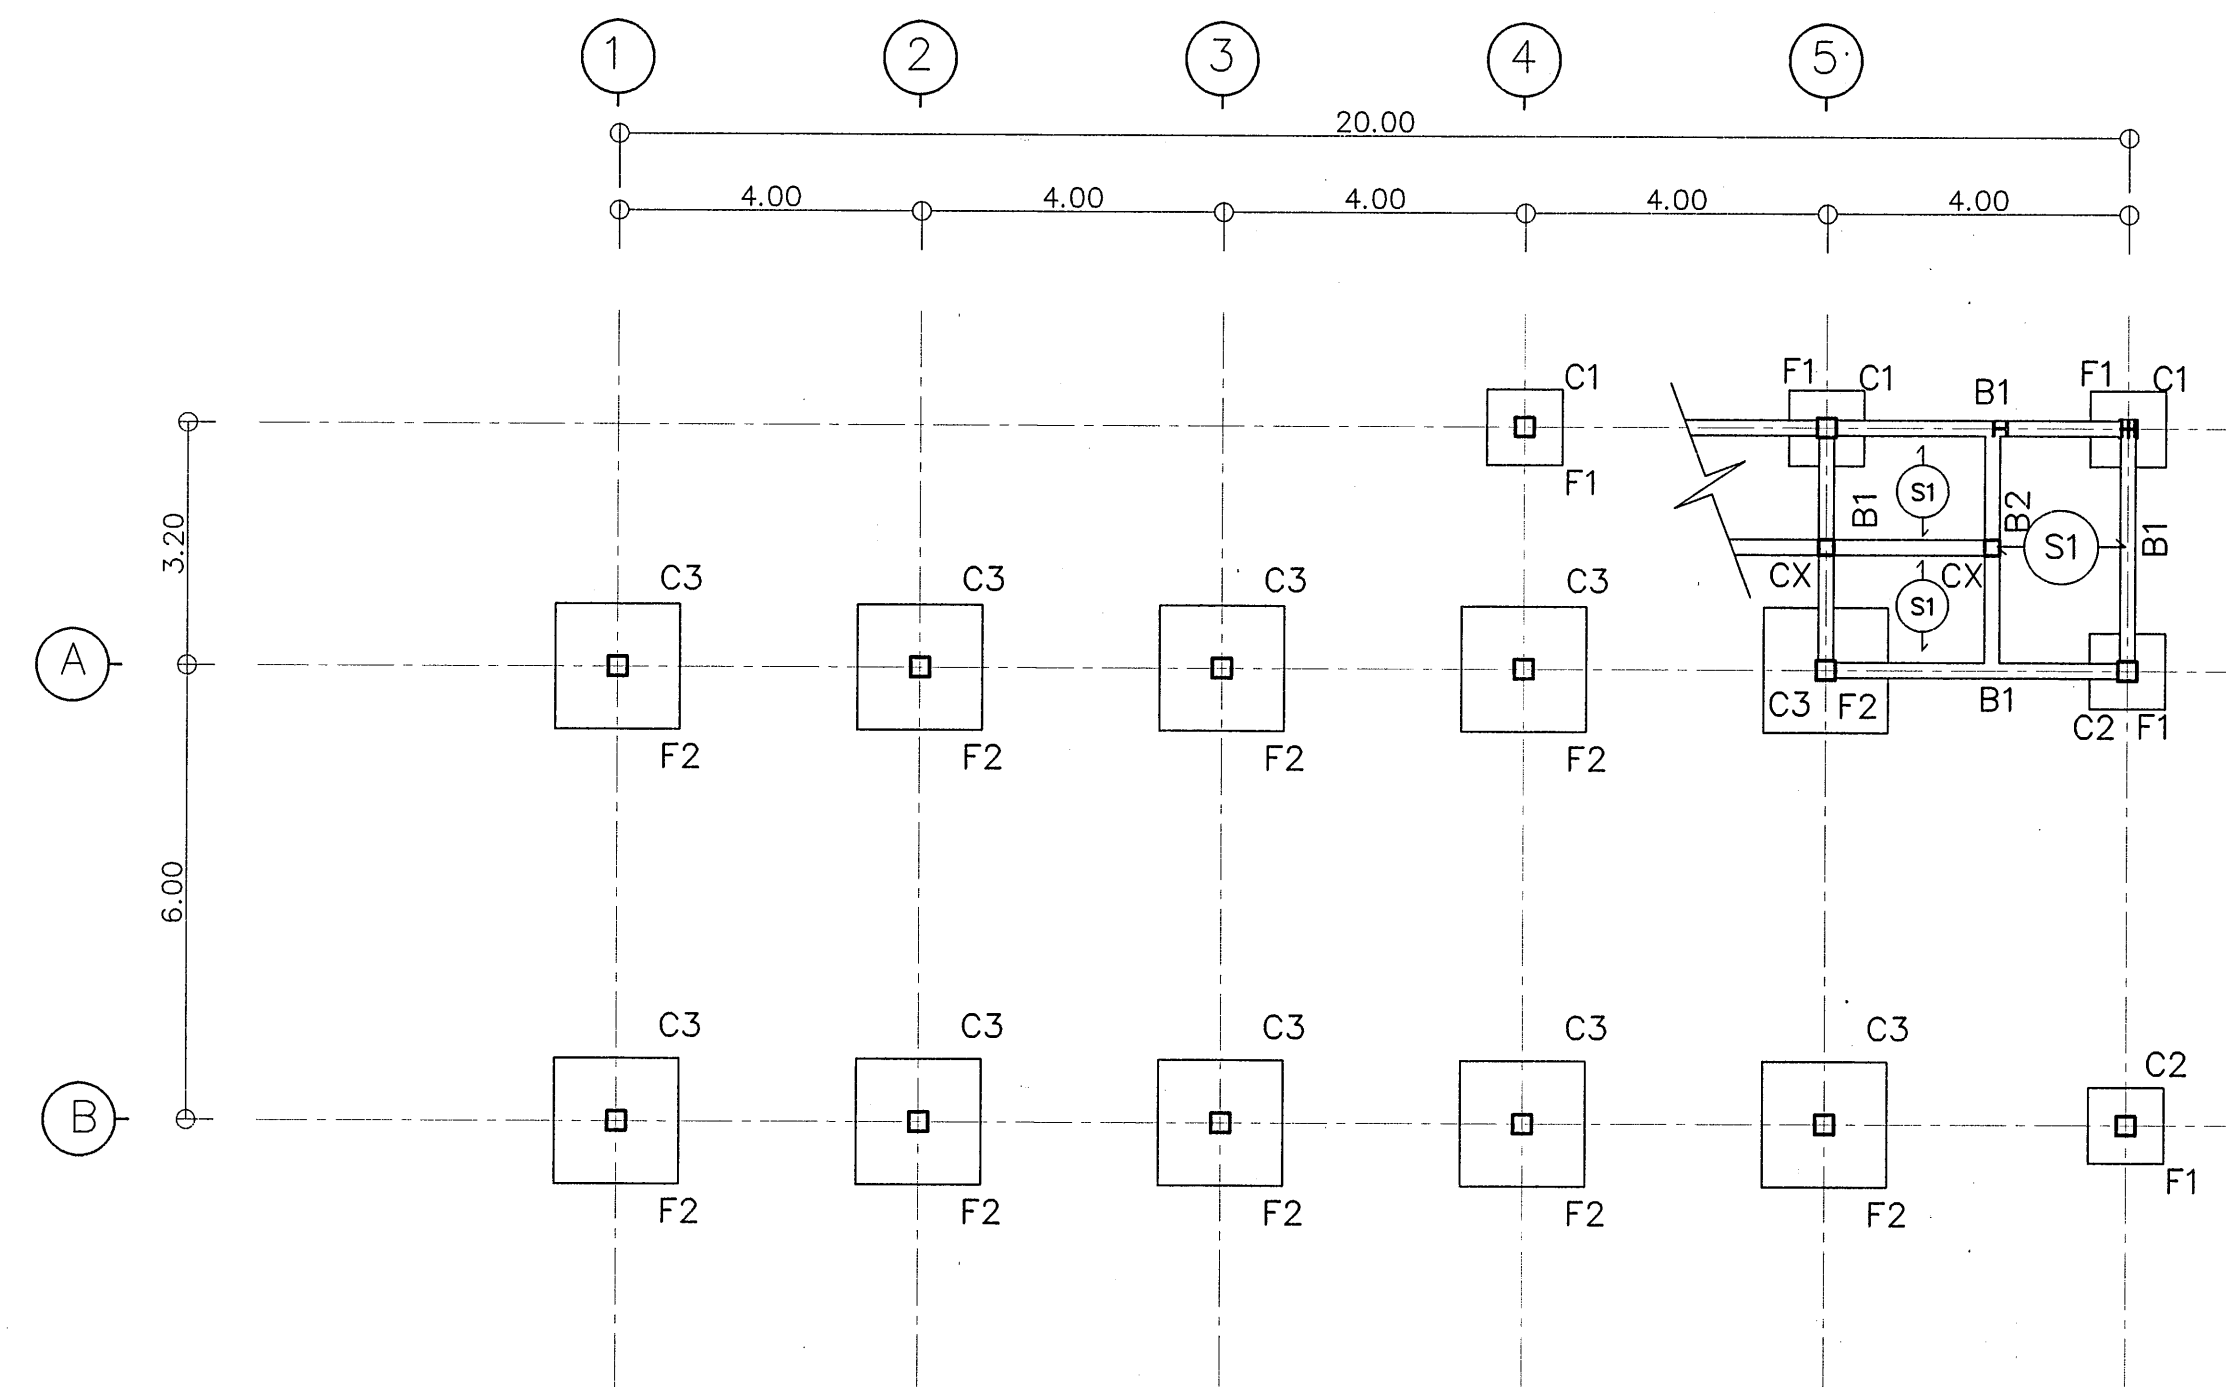 1 2 3 4 5
20.00
4.00 4.00 4.00 4.00 4.00
F1 C1 B1 F1 C1
C1
F1
S1
B1 B2 S1 B1
3.20
CX CX
S1
C3 C3 C3 C3
A
C3 F2 B1 C2 F1
F2 F2 F2 F2
6.00
C3 C3 C3 C3 C3
C2
B
F1
F2 F2 F2 F2 F2